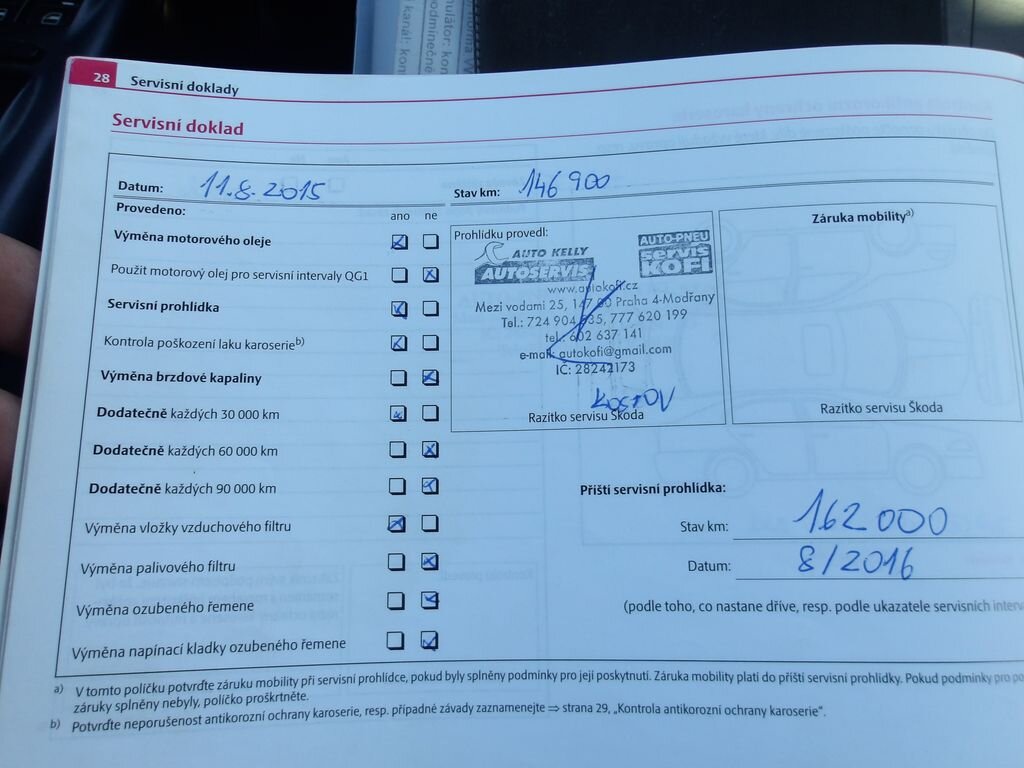 28 Servisní doklady
Servisní doklad
Datum: 11.8.2015 Stav km: 146 900
Provedeno: ano ne
Výměna motorového oleje
Použit motorový olej pro servisní intervaly QG1
Servisní prohlídka
Kontrola poškození laku karoserie b)
Výměna brzdové kapaliny
Dodatečně každých 30 000 km
Dodatečně každých 60 000 km
Dodatečně každých 90 000 km
Výměna vložky vzduchového filtru
Výměna palivového filtru
Výměna ozubeného řemene
Výměna napínací kladky ozubeného řemene
Prohlídku provedl:
AUTO KELLY
AUTOSERVIS
AUTO-PNEU
SERVIS
KOFI
www.autokofi.cz
Mezi vodami 25, 147 00 Praha 4-Modřany
Tel.: 724 904 635, 777 620 199
tel. 602 637 141
e-mail: autokofi@gmail.com
IČ: 28242173
Razítko servisu Škoda
Záruka mobility a)
Razítko servisu Škoda
Příští servisní prohlídka:
Stav km: 162 000
Datum: 8/2016
(podle toho, co nastane dříve, resp. podle ukazatele servisních
a) V tomto políčku potvrďte záruku mobility při servisní prohlídce, pokud byly splněny podmínky pro její poskytnutí. Záruka mobility platí do příští servisní prohlídky. Pokud podmínky pro
záruky splněny nebyly, políčko proškrtněte.
b) Potvrďte neporušenost antikorozní ochrany karoserie, resp. případné závady zaznamenejte ⇒ strana 29, „Kontrola antikorozní ochrany karoserie“.